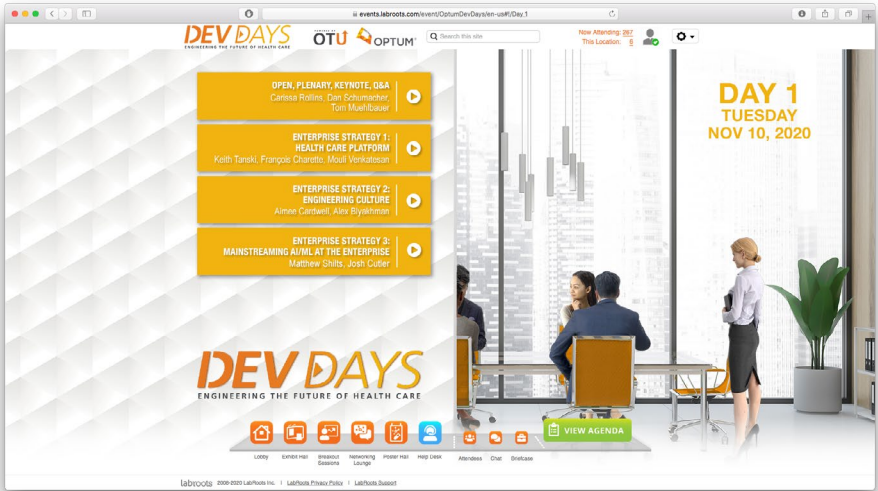 events.labroots.com/event/OptumDevDays/en-us#!/Day_1
DEV DAYS
ENGINEERING THE FUTURE OF HEALTH CARE
OTU
OPTUM
Search this site
Now Attending: 267
This Location:
OPEN, PLENARY, KEYNOTE, Q&A
Carissa Rollins, Dan Schumacher,
Tom Muehlbauer
ENTERPRISE STRATEGY 1:
HEALTH CARE PLATFORM
Keith Tanski, François Charette, Mouli Venkatesan
ENTERPRISE STRATEGY 2:
ENGINEERING CULTURE
Aimee Cardwell, Alex Blyakhman
ENTERPRISE STRATEGY 3:
MAINSTREAMING AI/ML AT THE ENTERPRISE
Matthew Shilts, Josh Cutler
DAY 1
TUESDAY
NOV 10, 2020
DEV DAYS
ENGINEERING THE FUTURE OF HEALTH CARE
VIEW AGENDA
Lobby
Exhibit Hall
Breakout
Sessions
Networking
Lounge
Poster Hall
Help Desk
Attendees
Chat
Briefcase
labroots
2008-2020 LabRoots Inc. | LabRoots Privacy Policy | LabRoots Support